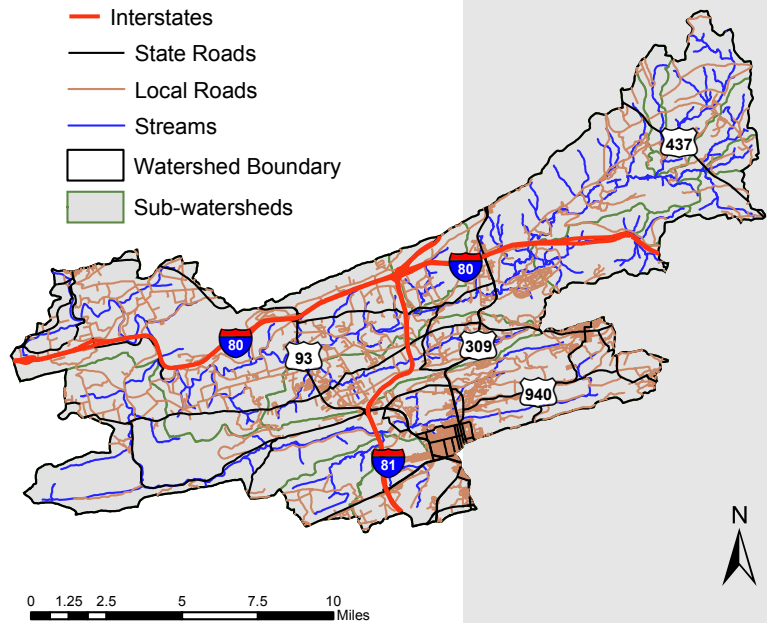 Interstates
State Roads
Local Roads
Streams
Watershed Boundary
Sub-watersheds
437
80
309
80
93
940
81
N
0 1.25 2.5 5 7.5 10
Miles